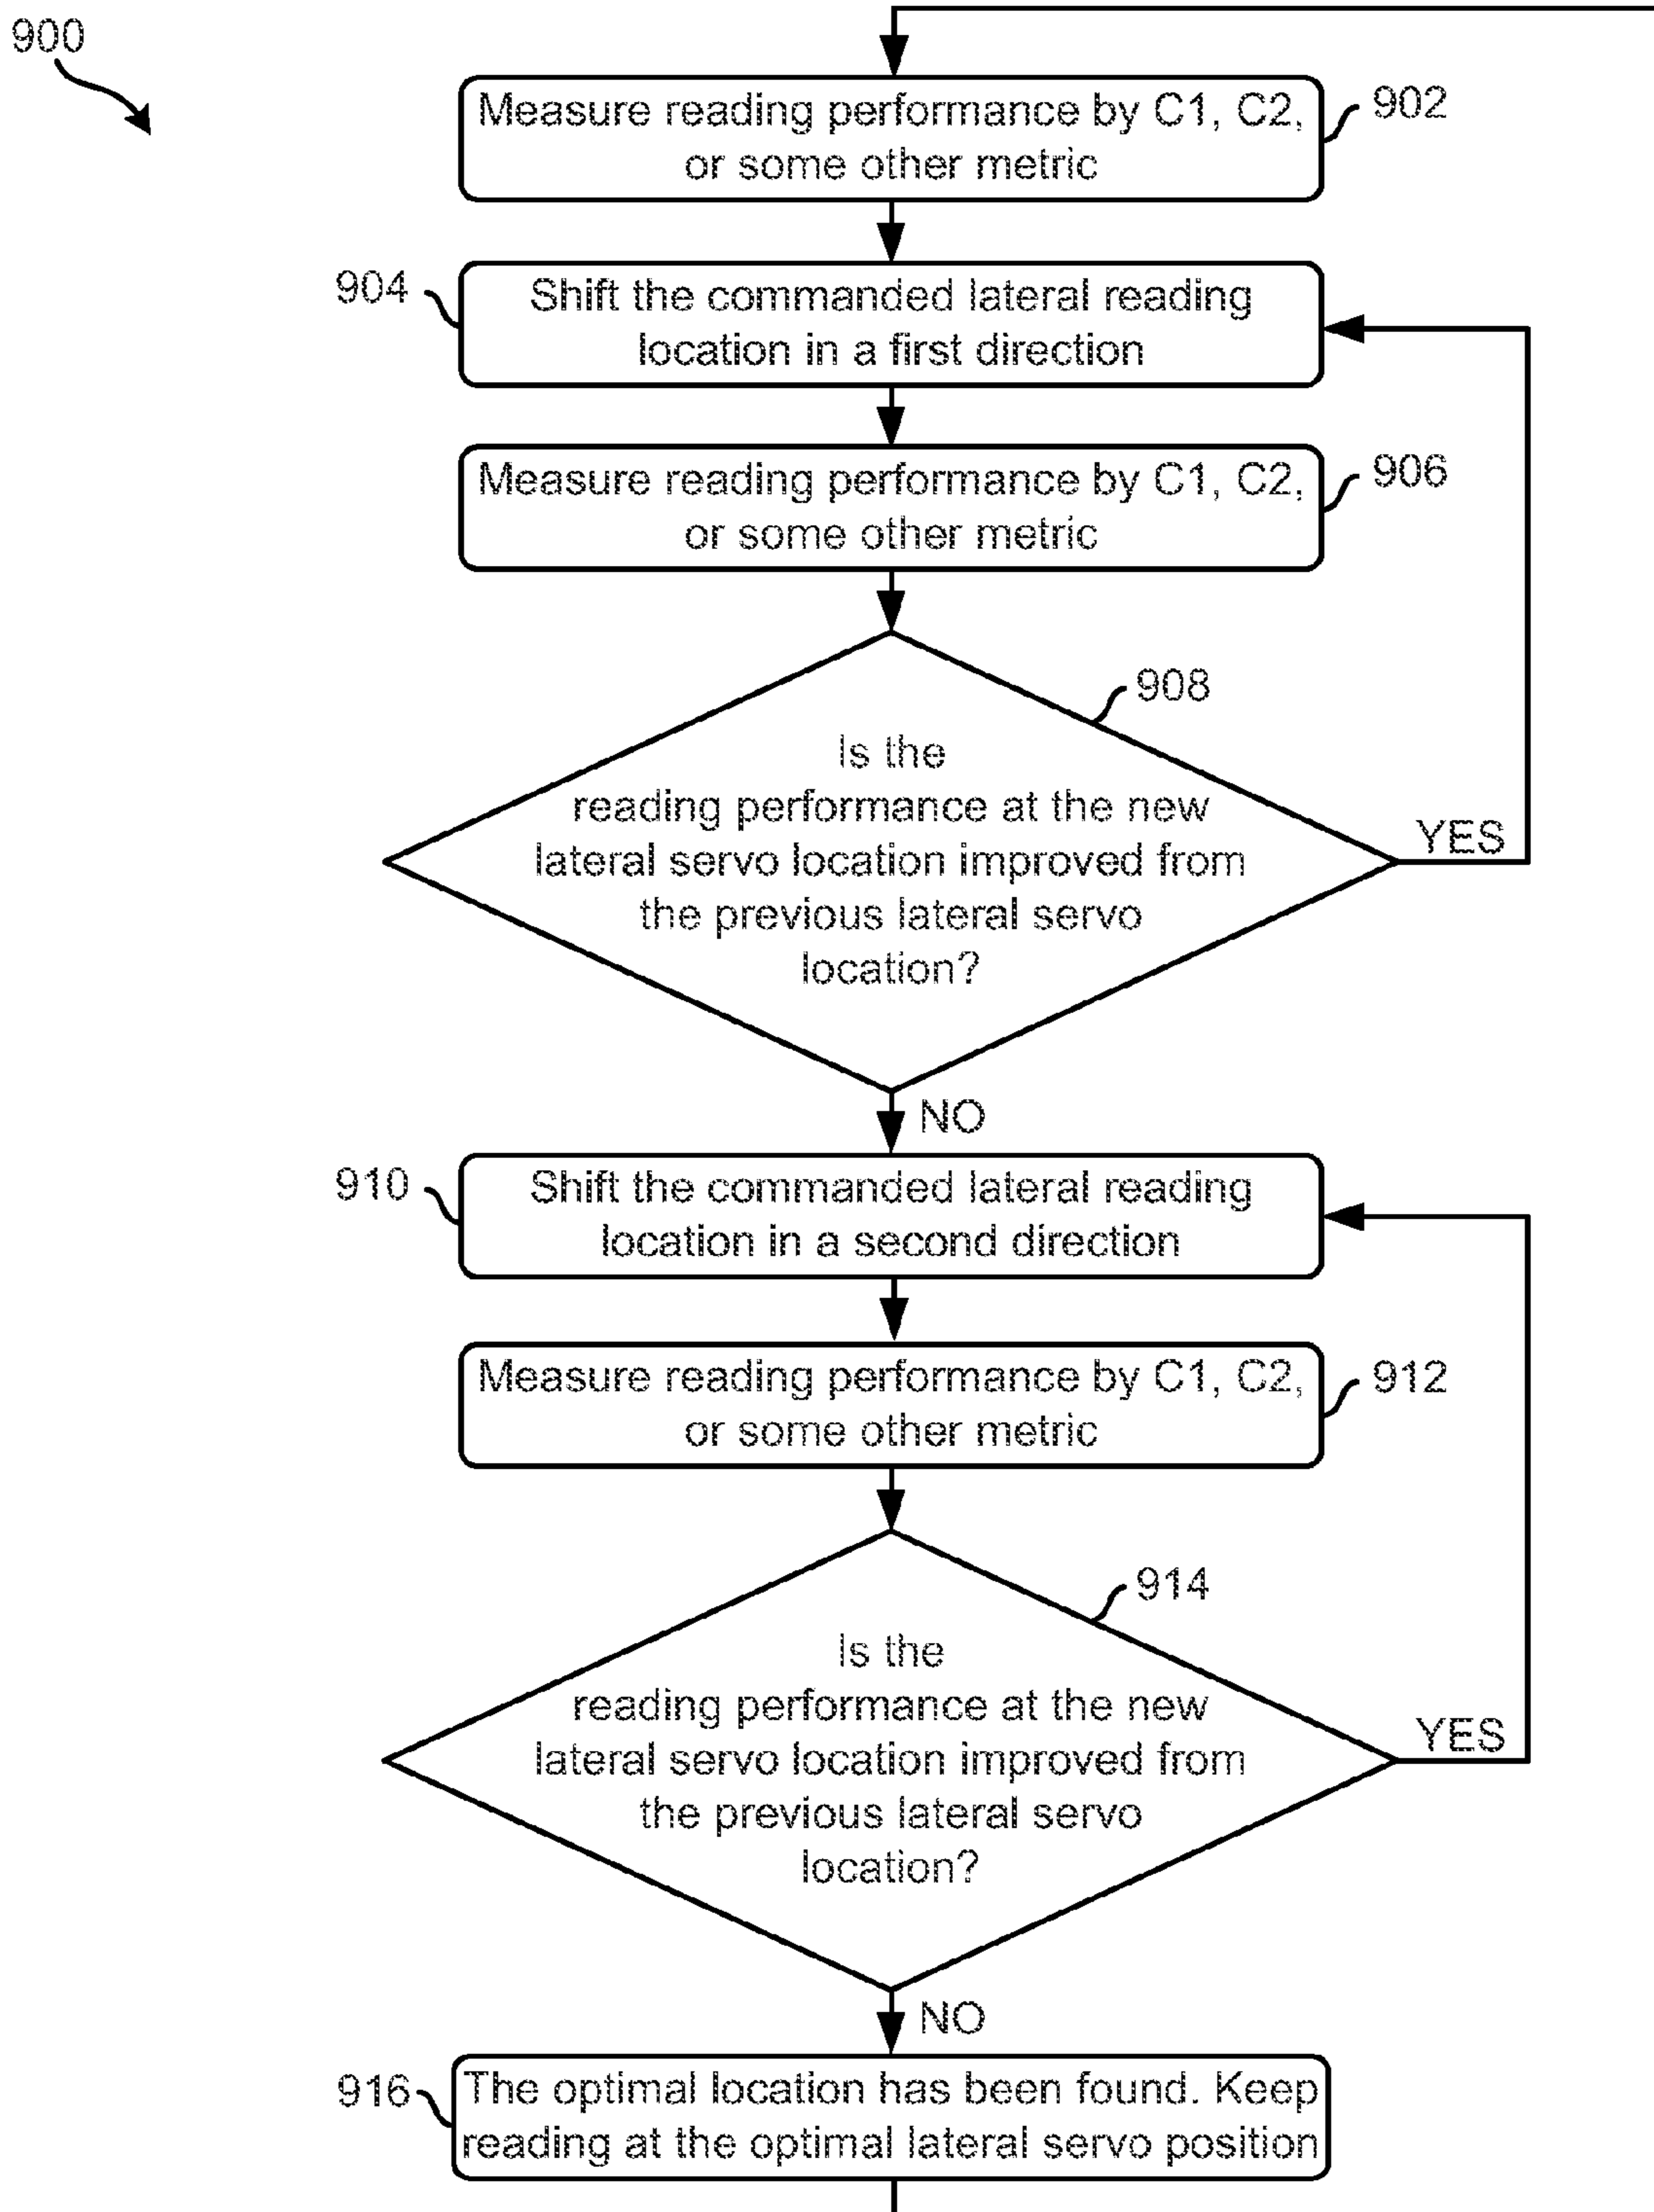 900
Measure reading performance by C1, C2,
or some other metric
902
904
Shift the commanded lateral reading
location in a first direction
Measure reading performance by C1, C2,
or some other metric
906
908
Is the
reading performance at the new
lateral servo location improved from
the previous lateral servo
location?
YES
NO
910
Shift the commanded lateral reading
location in a second direction
Measure reading performance by C1, C2,
or some other metric
912
914
Is the
reading performance at the new
lateral servo location improved from
the previous lateral servo
location?
YES
NO
916
The optimal location has been found. Keep
reading at the optimal lateral servo position